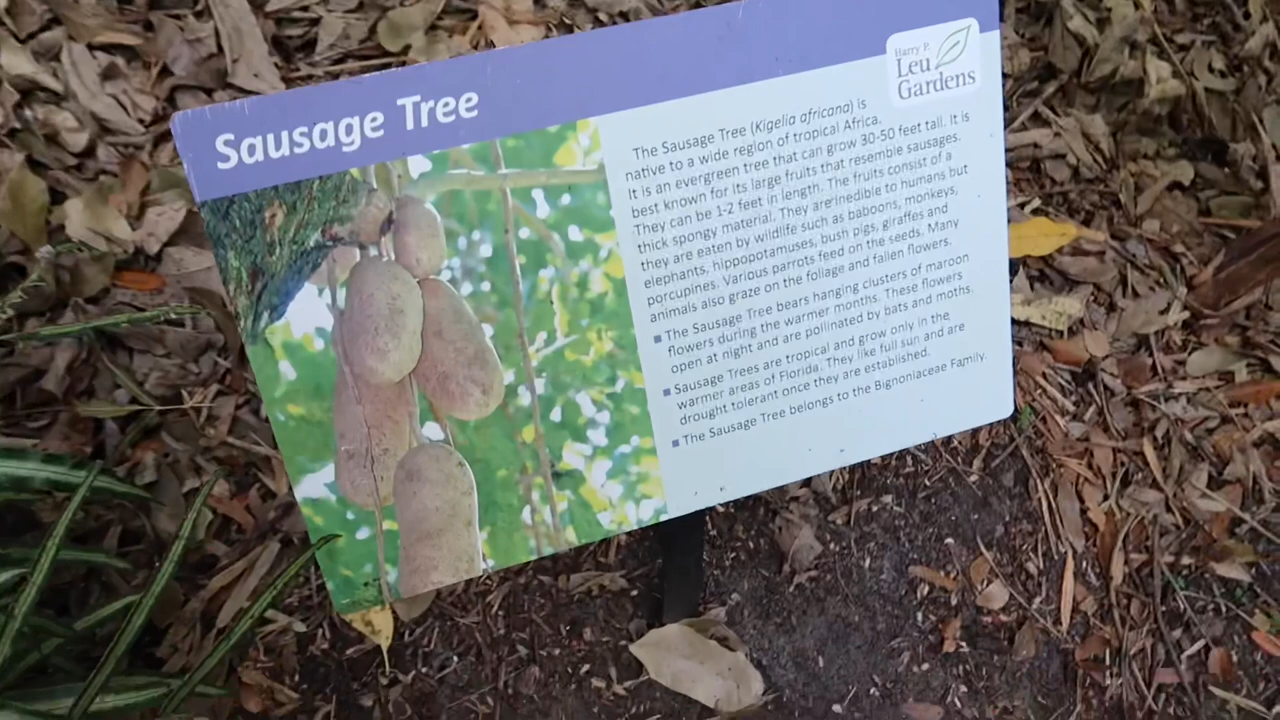 Sausage Tree
Harry P.
Leu
Gardens
The Sausage Tree (Kigelia africana) is
native to a wide region of tropical Africa.
It is an evergreen tree that can grow 30-50 feet tall. It is
best known for its large fruits that resemble sausages.
They can be 1-2 feet in length. The fruits consist of a
thick spongy material. They are inedible to humans but
they are eaten by wildlife such as baboons, monkeys,
elephants, hippopotamuses, bush pigs, giraffes and
porcupines. Various parrots feed on the seeds. Many
animals also graze on the foliage and fallen flowers.
▪ The Sausage Tree bears hanging clusters of maroon
flowers during the warmer months. These flowers
open at night and are pollinated by bats and moths.
▪ Sausage Trees are tropical and grow only in the
warmer areas of Florida. They like full sun and are
drought tolerant once they are established.
▪ The Sausage Tree belongs to the Bignoniaceae Family.